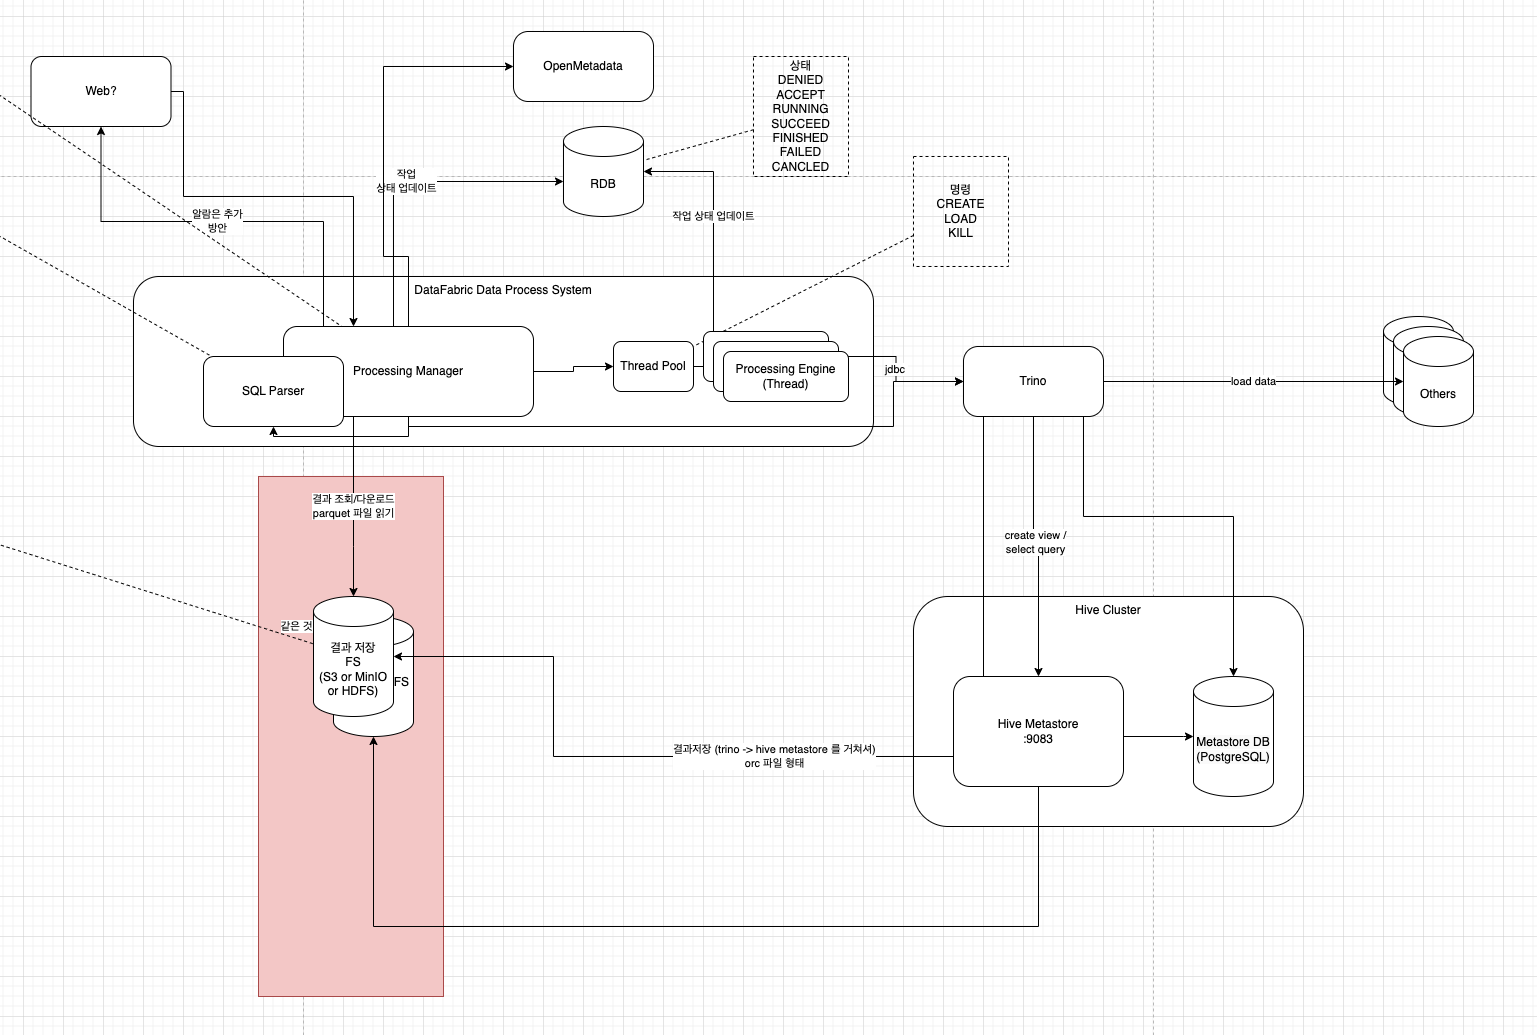 OpenMetadata
Web?
상태
DENIED
ACCEPT
RUNNING
SUCCEED
FINISHED
FAILED
CANCLED
작업
상태 업데이트
RDB
명령
CREATE
LOAD
KILL
알람은 추가
방안
작업 상태 업데이트
DataFabric Data Process System
Processing Manager
SQL Parser
Thread Pool
Processing Engine
(Thread)
jdbc
Trino
load data
Others
결과 조회/다운로드
parquet 파일 읽기
create view /
select query
Hive Cluster
같은 것
결과 저장
FS
(S3 or MinIO
or HDFS)
FS
Hive Metastore
:9083
Metastore DB
(PostgreSQL)
결과저장 (trino -> hive metastore 를 거쳐서)
orc 파일 형태